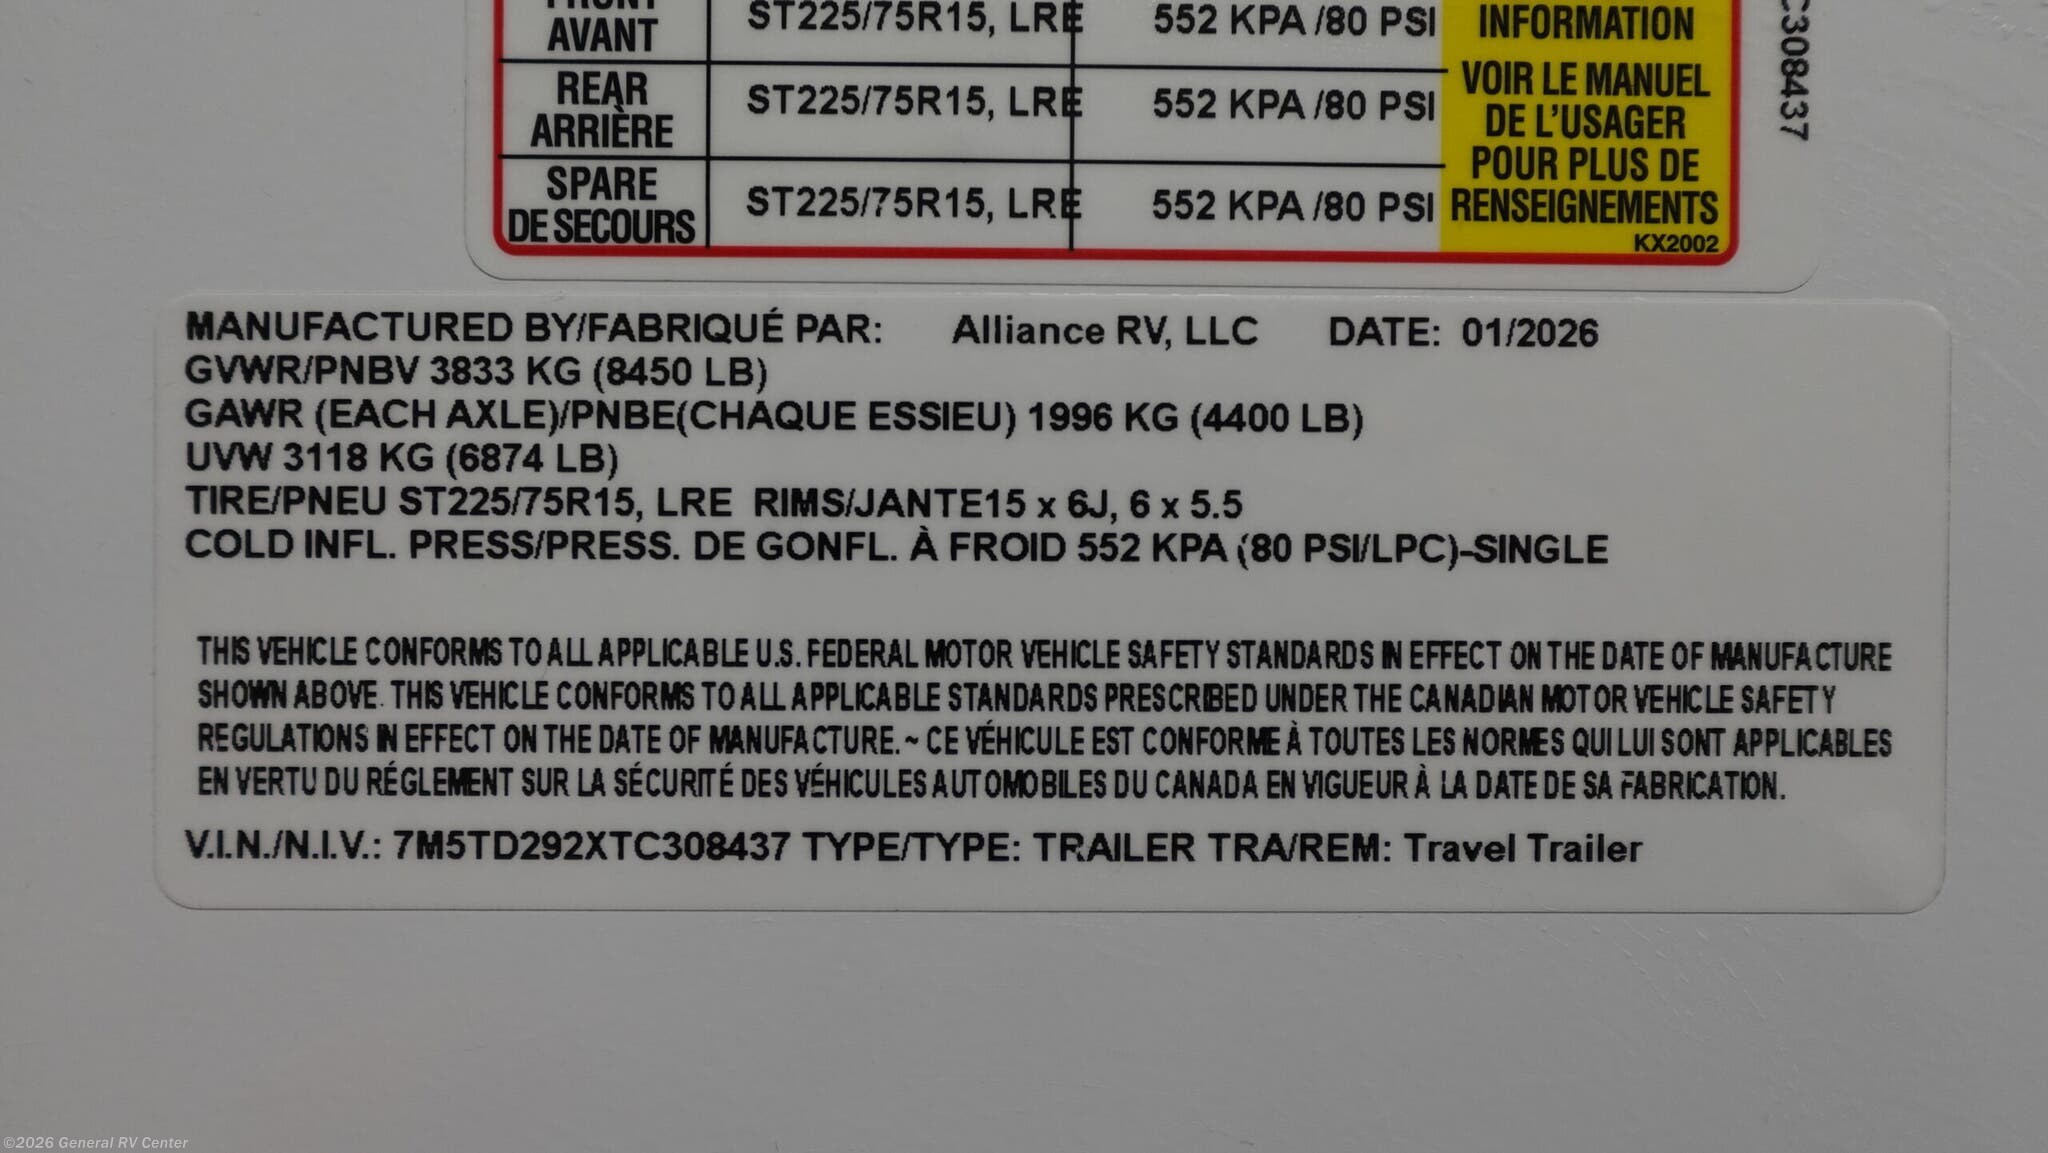 FRONT
AVANT
ST225/75R15, LRE
552 KPA /80 PSI
REAR
ARRIÈRE
ST225/75R15, LRE
552 KPA /80 PSI
SPARE
DE SECOURS
ST225/75R15, LRE
552 KPA /80 PSI
INFORMATION
VOIR LE MANUEL
DE L'USAGER
POUR PLUS DE
RENSEIGNEMENTS
KX2002
C308437
MANUFACTURED BY/FABRIQUÉ PAR: Alliance RV, LLC DATE: 01/2026
GVWR/PNBV 3833 KG (8450 LB)
GAWR (EACH AXLE)/PNBE(CHAQUE ESSIEU) 1996 KG (4400 LB)
UVW 3118 KG (6874 LB)
TIRE/PNEU ST225/75R15, LRE RIMS/JANTE15 x 6J, 6 x 5.5
COLD INFL. PRESS/PRESS. DE GONFL. À FROID 552 KPA (80 PSI/LPC)-SINGLE
THIS VEHICLE CONFORMS TO ALL APPLICABLE U.S. FEDERAL MOTOR VEHICLE SAFETY STANDARDS IN EFFECT ON THE DATE OF MANUFACTURE
SHOWN ABOVE. THIS VEHICLE CONFORMS TO ALL APPLICABLE STANDARDS PRESCRIBED UNDER THE CANADIAN MOTOR VEHICLE SAFETY
REGULATIONS IN EFFECT ON THE DATE OF MANUFACTURE. ~ CE VÉHICULE EST CONFORME À TOUTES LES NORMES QUI LUI SONT APPLICABLES
EN VERTU DU RÉGLEMENT SUR LA SÉCURITÉ DES VÉHICULES AUTOMOBILES DU CANADA EN VIGUEUR À LA DATE DE SA FABRICATION.
V.I.N./N.I.V.: 7M5TD292XTC308437 TYPE/TYPE: TRAILER TRA/REM: Travel Trailer
©2026 General RV Center